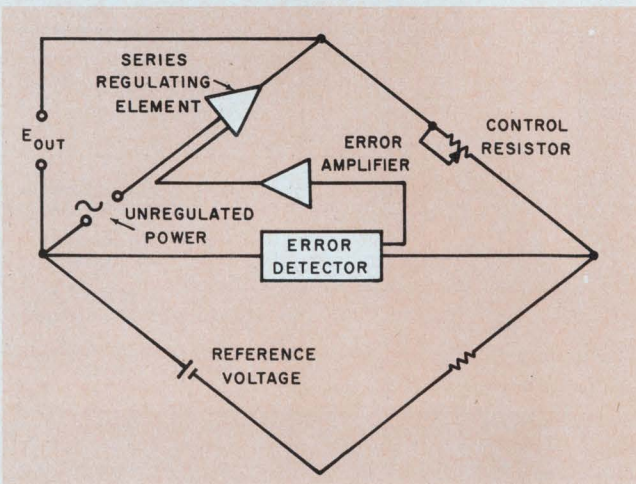 SERIES
REGULATING
ELEMENT
E OUT
UNREGULATED
POWER
ERROR
AMPLIFIER
CONTROL
RESISTOR
ERROR
DETECTOR
REFERENCE
VOLTAGE